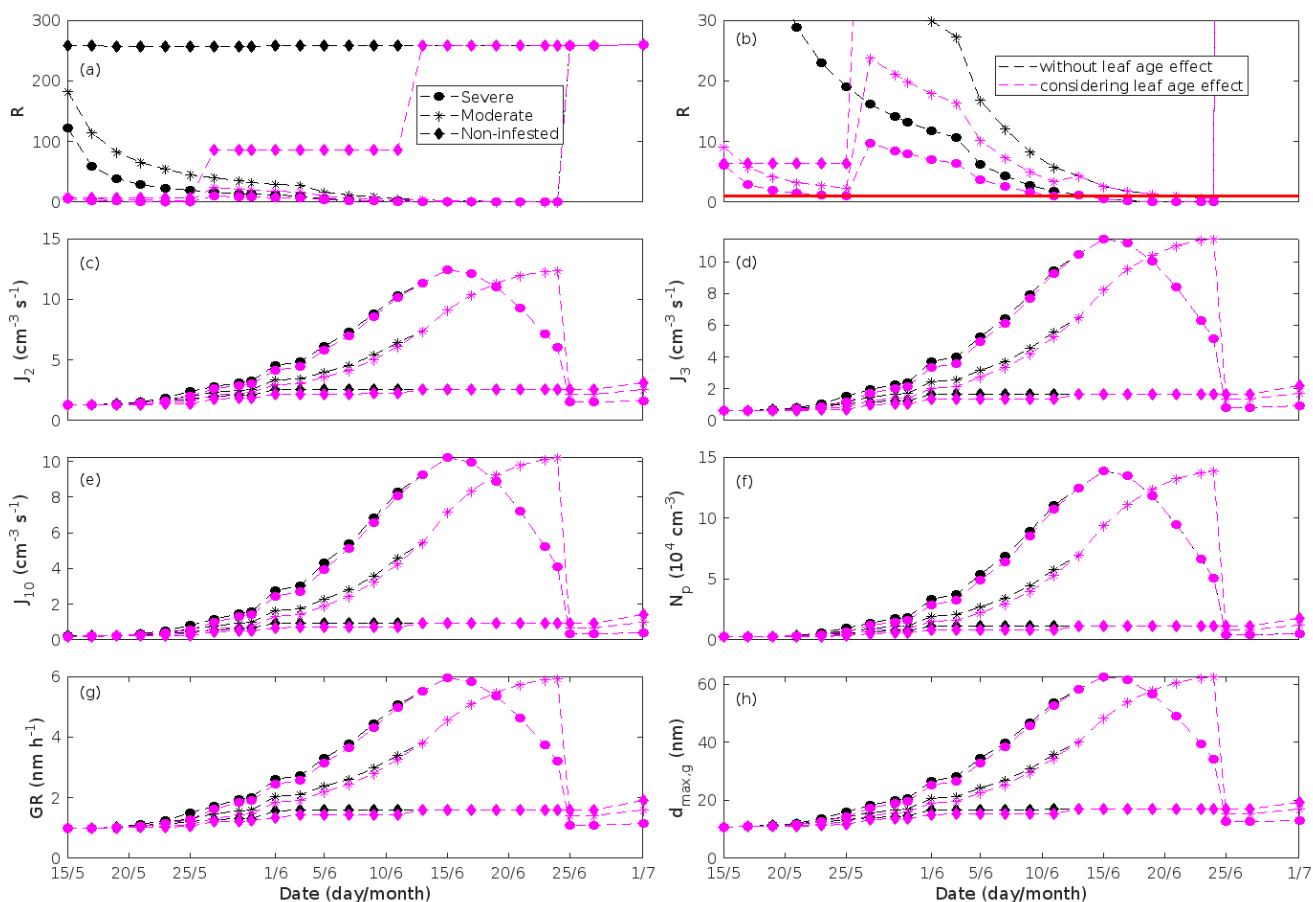 300
200
100
0
R
(a)
Severe
Moderate
Non-infested
30
20
10
0
R
(b)
without leaf age effect
considering leaf age effect
15
10
5
0
J2 (cm-3 s-1)
(c)
10
8
6
4
2
0
J3 (cm-3 s-1)
(d)
10
8
6
4
2
0
J10 (cm-3 s-1)
(e)
15
10
5
0
Np (10^4 cm-3)
(f)
6
4
2
0
GR (nm h-1)
(g)
15/5 20/5 25/5 1/6 5/6 10/6 15/6 20/6 25/6 1/7
Date (day/month)
60
40
20
0
dmax,g (nm)
(h)
15/5 20/5 25/5 1/6 5/6 10/6 15/6 20/6 25/6 1/7
Date (day/month)